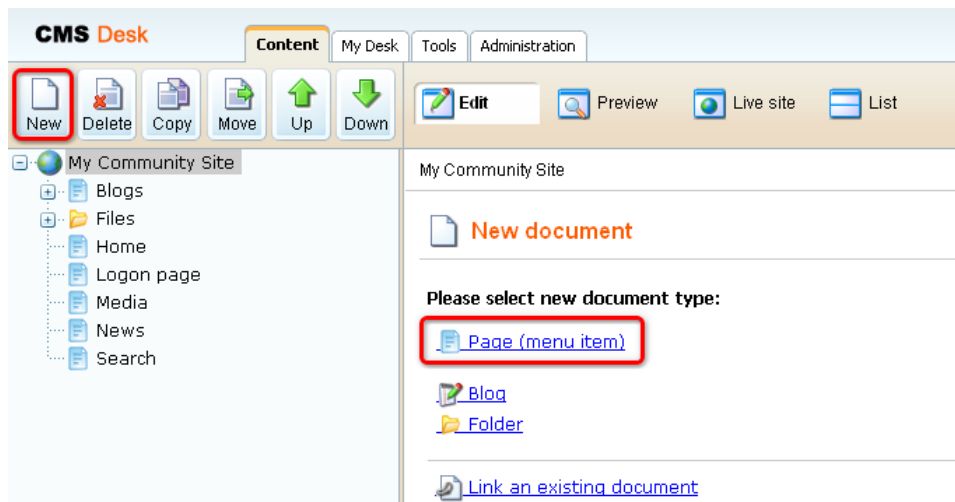 CMS Desk
Content
My Desk
Tools
Administration
New
Delete
Copy
Move
Up
Down
Edit
Preview
Live site
List
My Community Site
Blogs
Files
Home
Logon page
Media
News
Search
My Community Site
New document
Please select new document type:
Page (menu item)
Blog
Folder
Link an existing document